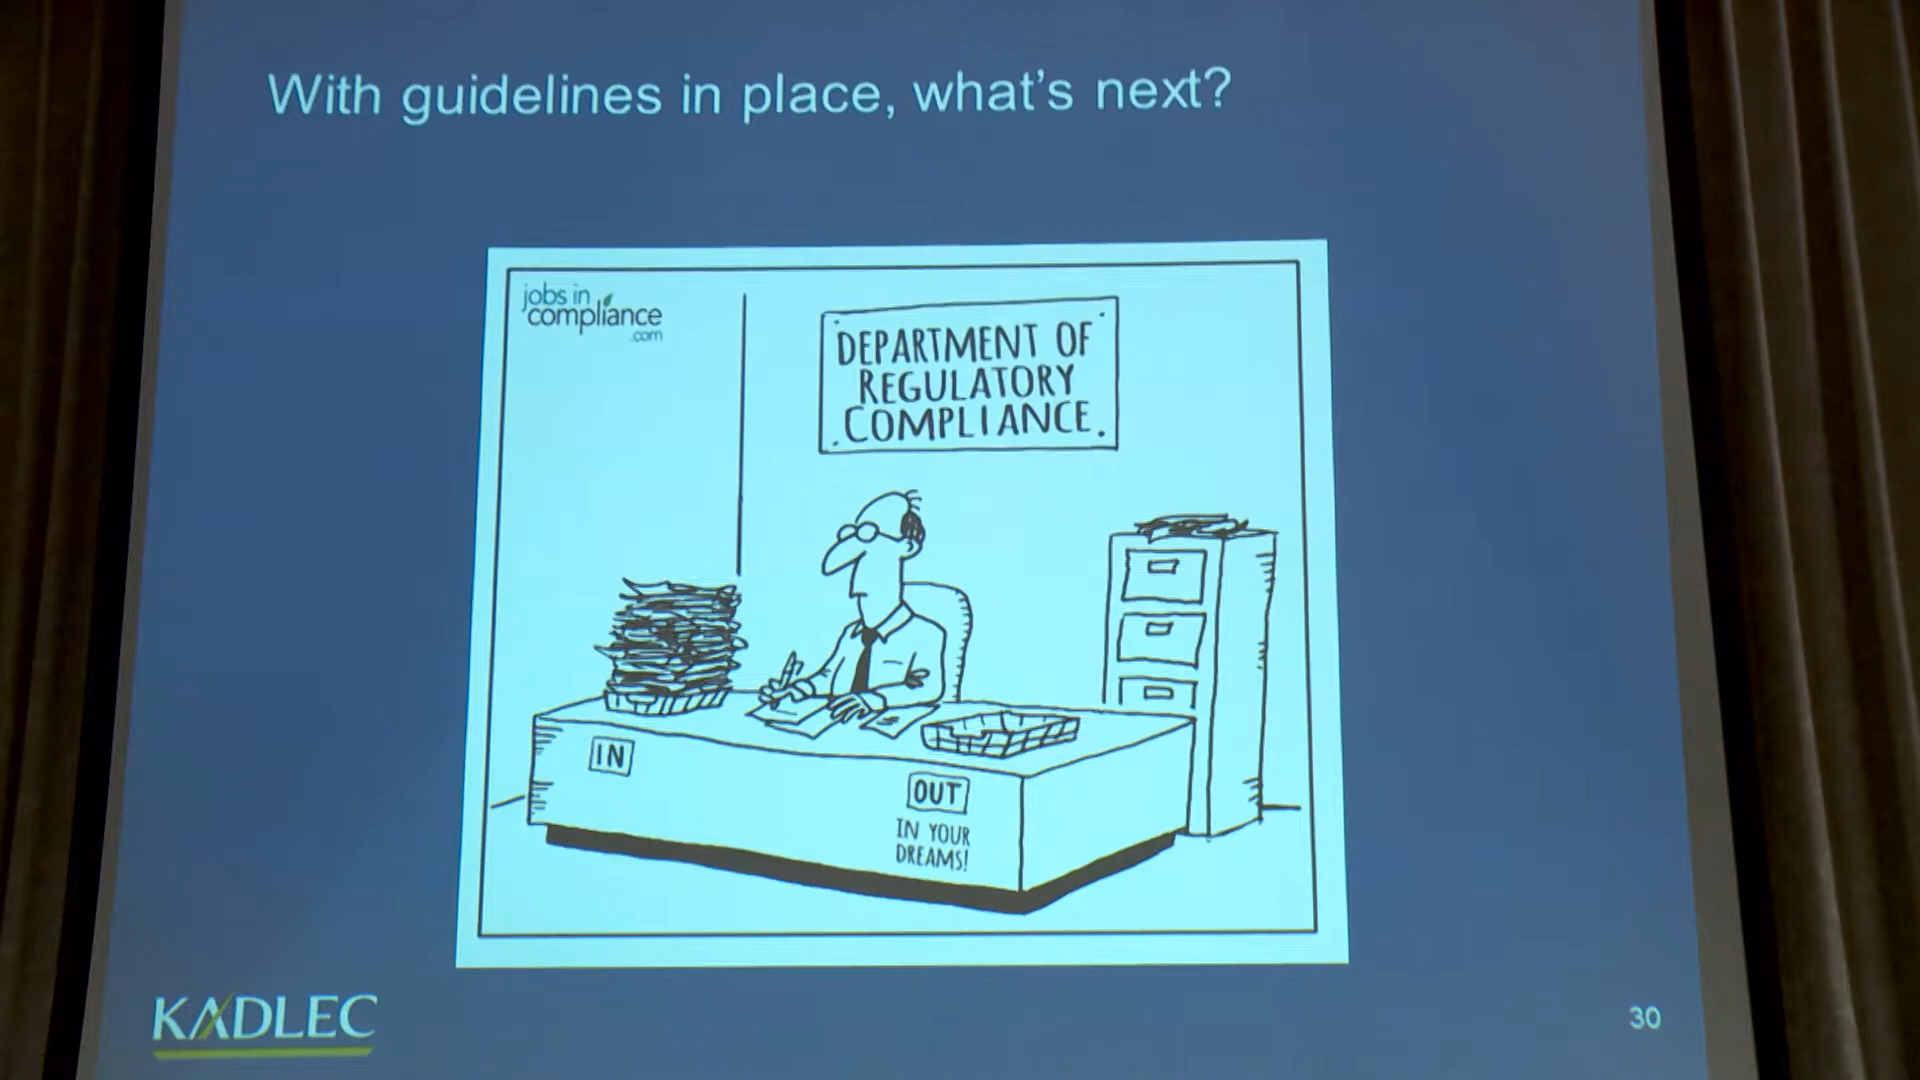 With guidelines in place, what's next?
jobs in
compliance
.com
DEPARTMENT OF
REGULATORY
COMPLIANCE.
IN
OUT
IN YOUR
DREAMS!
KADLEC
30